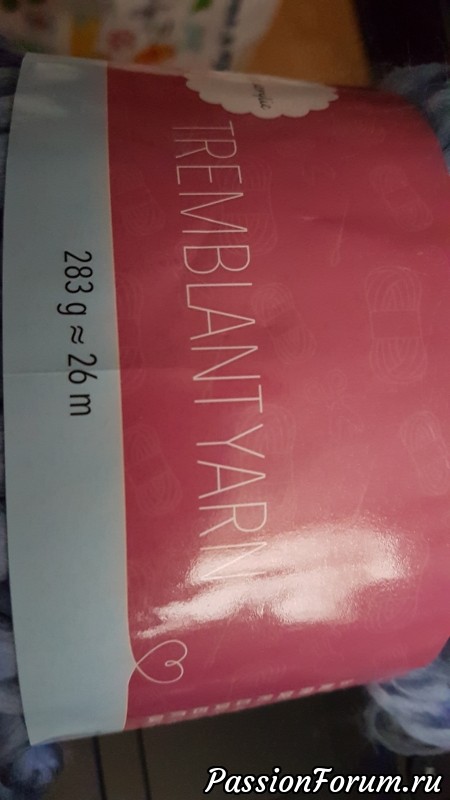 TREMBLANT YARN
283 g ≈ 26 m
PassionForum.ru